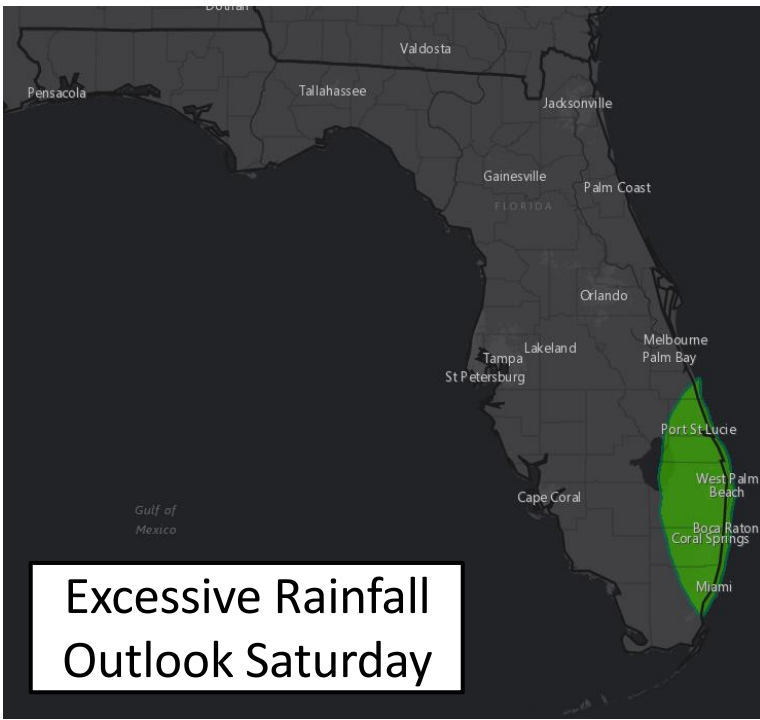 Dothan
Valdosta
Pensacola
Tallahassee
Jacksonville
Gainesville
Palm Coast
FLORIDA
Orlando
Melbourne
Lakeland
Palm Bay
Tampa
St Petersburg
Port St Lucie
West Palm
Beach
Cape Coral
Gulf of
Mexico
Boca Raton
Coral Springs
Miami
Excessive Rainfall
Outlook Saturday